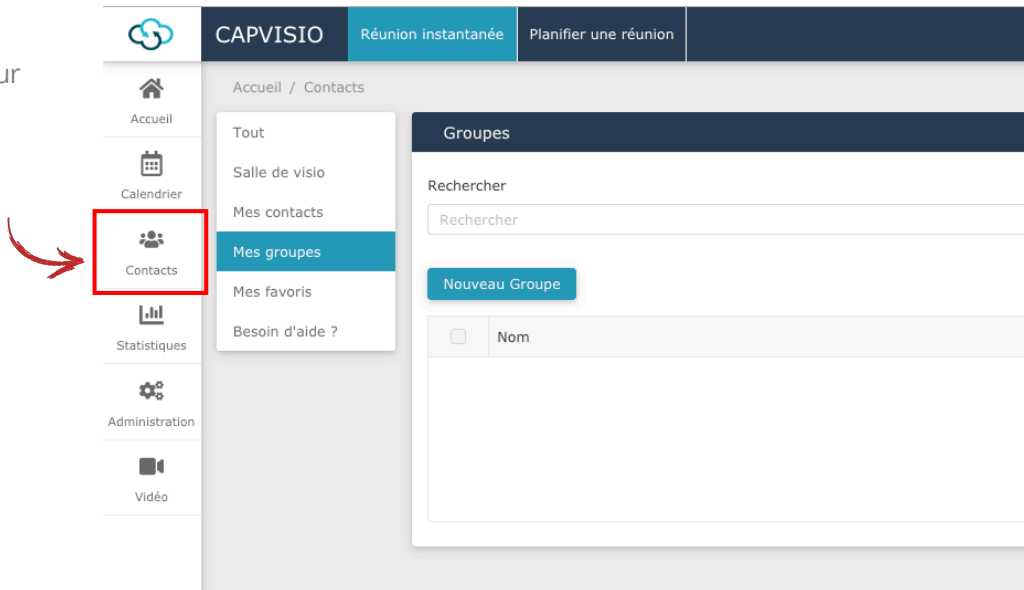 CAPVISIO
Réunion instantanée
Planifier une réunion
ur
Accueil
Calendrier
Contacts
Statistiques
Administration
Vidéo
Accueil / Contacts
Tout
Salle de visio
Mes contacts
Mes groupes
Mes favoris
Besoin d'aide ?
Groupes
Rechercher
Rechercher
Nouveau Groupe
Nom